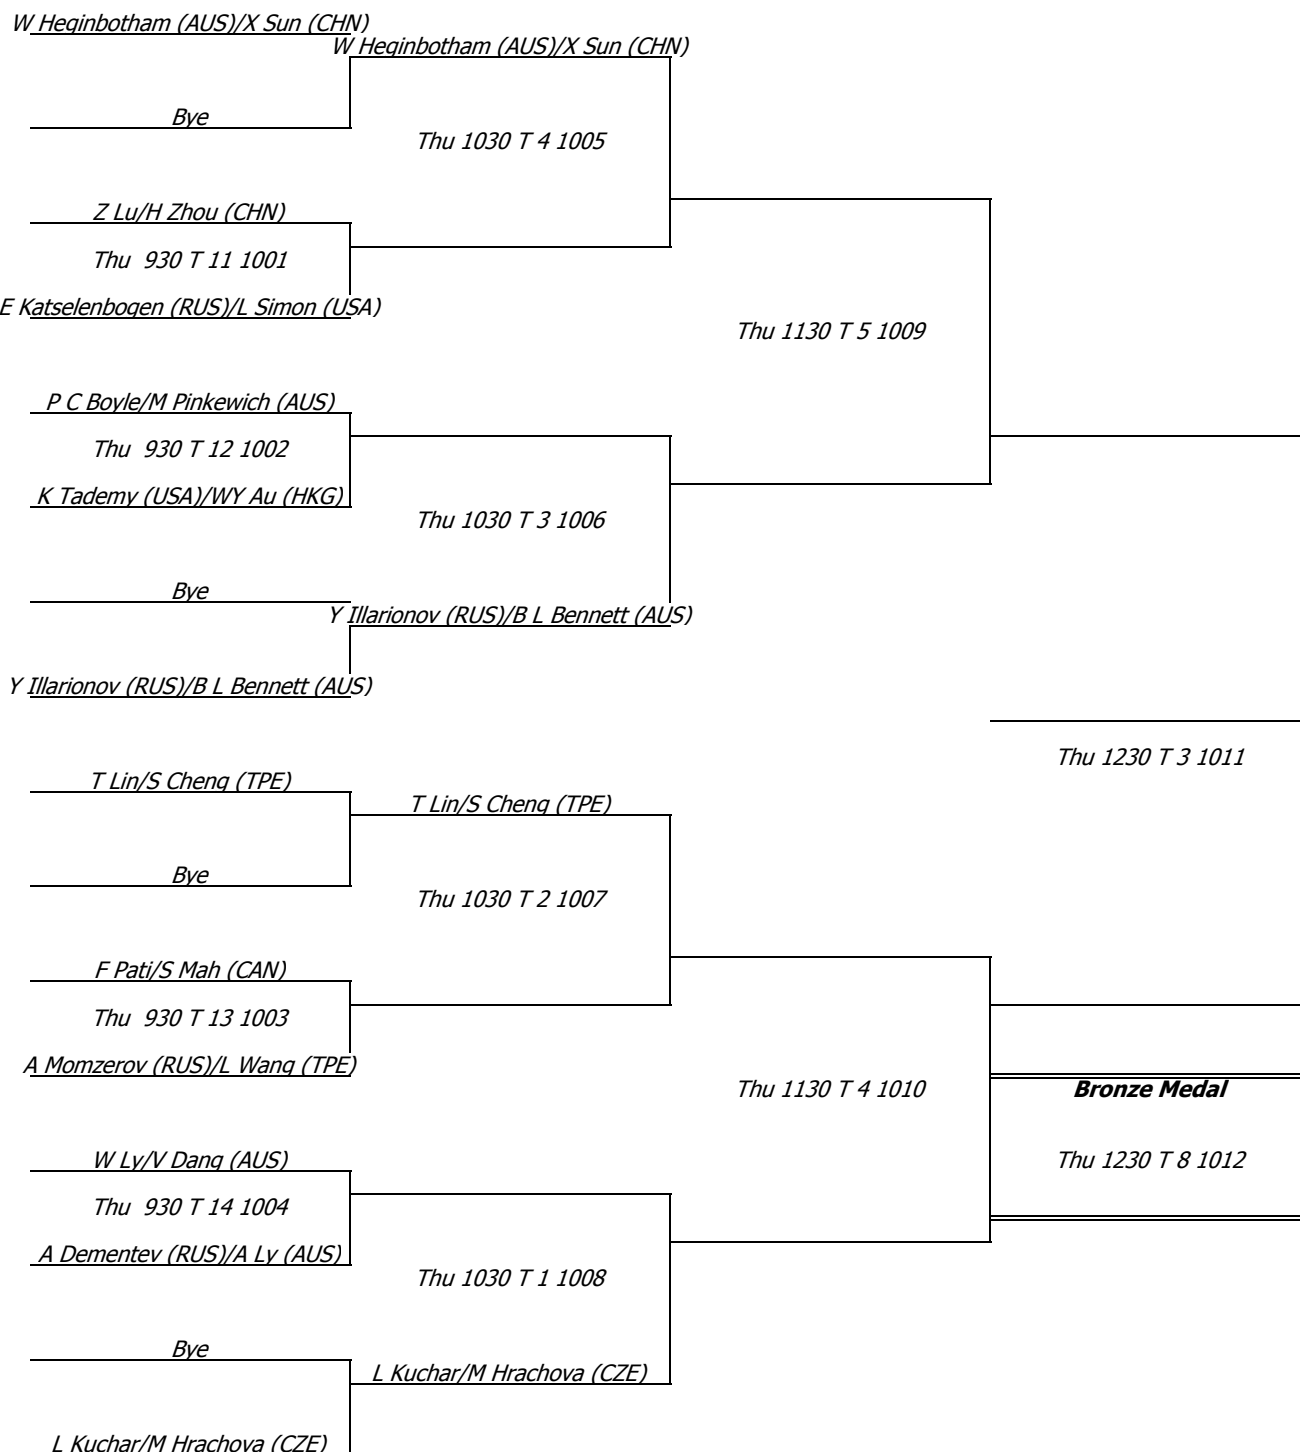 W Heginbotham (AUS)/X Sun (CHN)
W Heginbotham (AUS)/X Sun (CHN)
Bye
Thu 1030 T 4 1005
Z Lu/H Zhou (CHN)
Thu 930 T 11 1001
E Katselenbogen (RUS)/L Simon (USA)
Thu 1130 T 5 1009
P C Boyle/M Pinkewich (AUS)
Thu 930 T 12 1002
K Tademy (USA)/WY Au (HKG)
Thu 1030 T 3 1006
Bye
Y Illarionov (RUS)/B L Bennett (AUS)
Y Illarionov (RUS)/B L Bennett (AUS)
Thu 1230 T 3 1011
T Lin/S Cheng (TPE)
T Lin/S Cheng (TPE)
Bye
Thu 1030 T 2 1007
F Pati/S Mah (CAN)
Thu 930 T 13 1003
A Momzerov (RUS)/L Wang (TPE)
Thu 1130 T 4 1010
Bronze Medal
W Ly/V Dang (AUS)
Thu 1230 T 8 1012
Thu 930 T 14 1004
A Dementev (RUS)/A Ly (AUS)
Thu 1030 T 1 1008
Bye
L Kuchar/M Hrachova (CZE)
L Kuchar/M Hrachova (CZE)